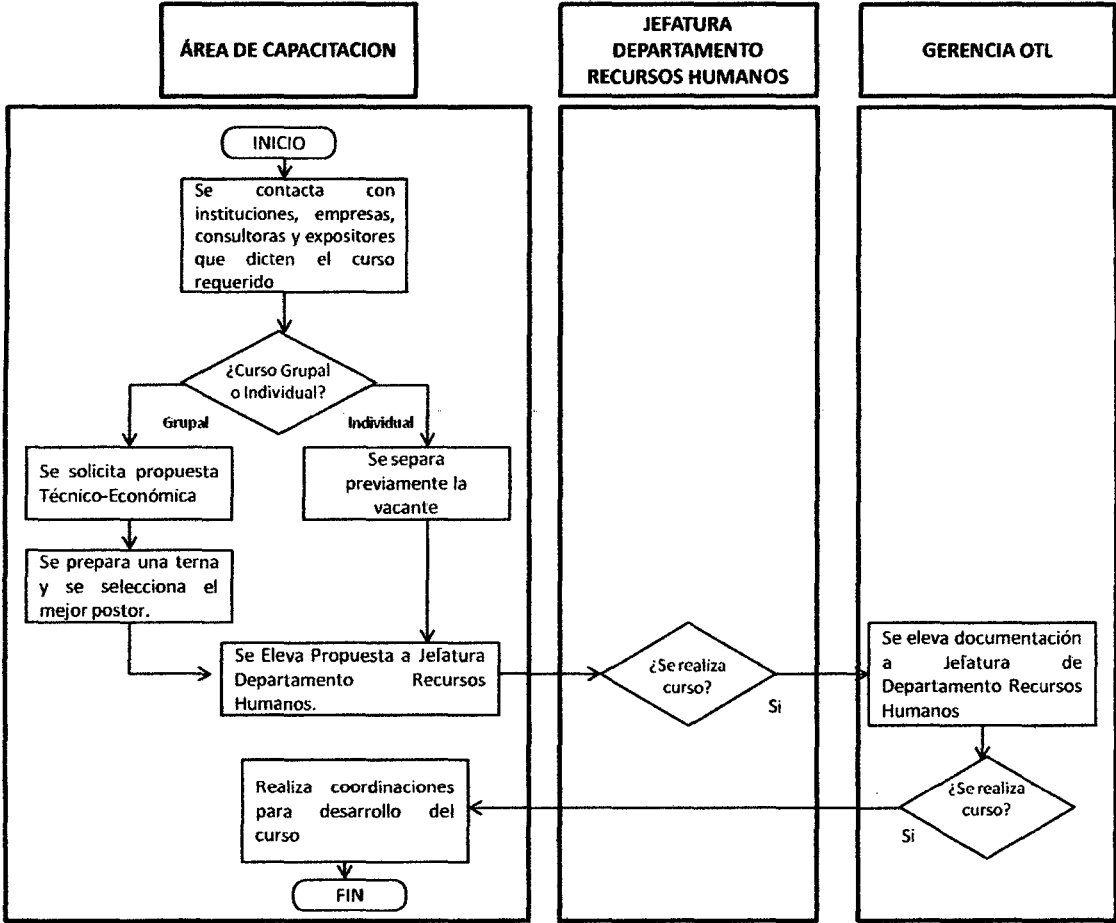 ÁREA DE CAPACITACION
JEFATURA
DEPARTAMENTO
RECURSOS HUMANOS
GERENCIA OTL
INICIO
Se contacta con
instituciones, empresas,
consultoras y expositores
que dicten el curso
requerido
¿Curso Grupal
o Individual?
Grupal
Individual
Se solicita propuesta
Técnico-Económica
Se separa
previamente la
vacante
Se prepara una terna
y se selecciona el
mejor postor.
Se Eleva Propuesta a Jefatura
Departamento Recursos
Humanos.
¿Se realiza
curso?
Si
Se eleva documentación
a Jefatura de
Departamento Recursos
Humanos
¿Se realiza
curso?
Si
Realiza coordinaciones
para desarrollo del
curso
FIN